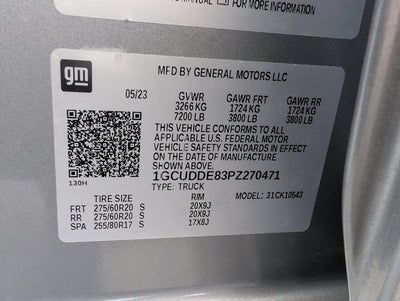 FOR MORE INFORMATION
gm
MFD BY GENERAL MOTORS LLC
05/23 GVWR GAWR FRT GAWR RR
3266 KG 1724 KG 1724 KG
7200 LB 3800 LB 3800 LB
THIS VEHICLE CONFORMS TO ALL
APPLICABLE U.S. FEDERAL MOTOR
VEHICLE SAFETY STANDARDS IN EFFECT
ON THE DATE OF MANUFACTURE
SHOWN ABOVE.
1GCUDDE83PZ270471
TYPE: TRUCK MODEL: 31CK10543
130H
TIRE SIZE RIM
FRT 275/60R20 S 20X9J
RR 275/60R20 S 20X9J
SPA 255/80R17 S 17X8J